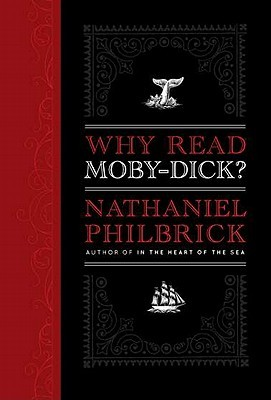 WHY READ
MOBY-DICK?
NATHANIEL
PHILBRICK
AUTHOR OF IN THE HEART OF THE SEA